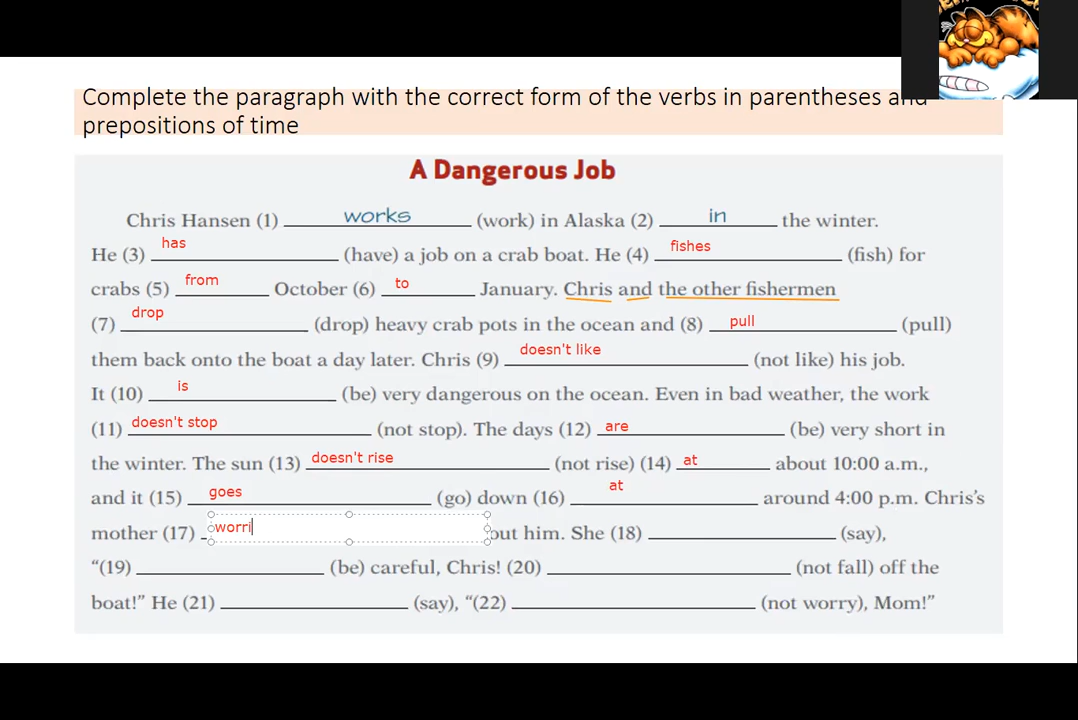 Complete the paragraph with the correct form of the verbs in parentheses and
prepositions of time
A Dangerous Job
Chris Hansen (1) works (work) in Alaska (2) in the winter.
He (3) has (have) a job on a crab boat. He (4) fishes (fish) for
crabs (5) from October (6) to January. Chris and the other fishermen
(7) drop (drop) heavy crab pots in the ocean and (8) pull (pull)
them back onto the boat a day later. Chris (9) doesn't like (not like) his job.
It (10) is (be) very dangerous on the ocean. Even in bad weather, the work
(11) doesn't stop (not stop). The days (12) are (be) very short in
the winter. The sun (13) doesn't rise (not rise) (14) at about 10:00 a.m.,
and it (15) goes (go) down (16) at around 4:00 p.m. Chris's
mother (17) worri out him. She (18) (say),
"(19) (be) careful, Chris! (20) (not fall) off the
boat!" He (21) (say), "(22) (not worry), Mom!"